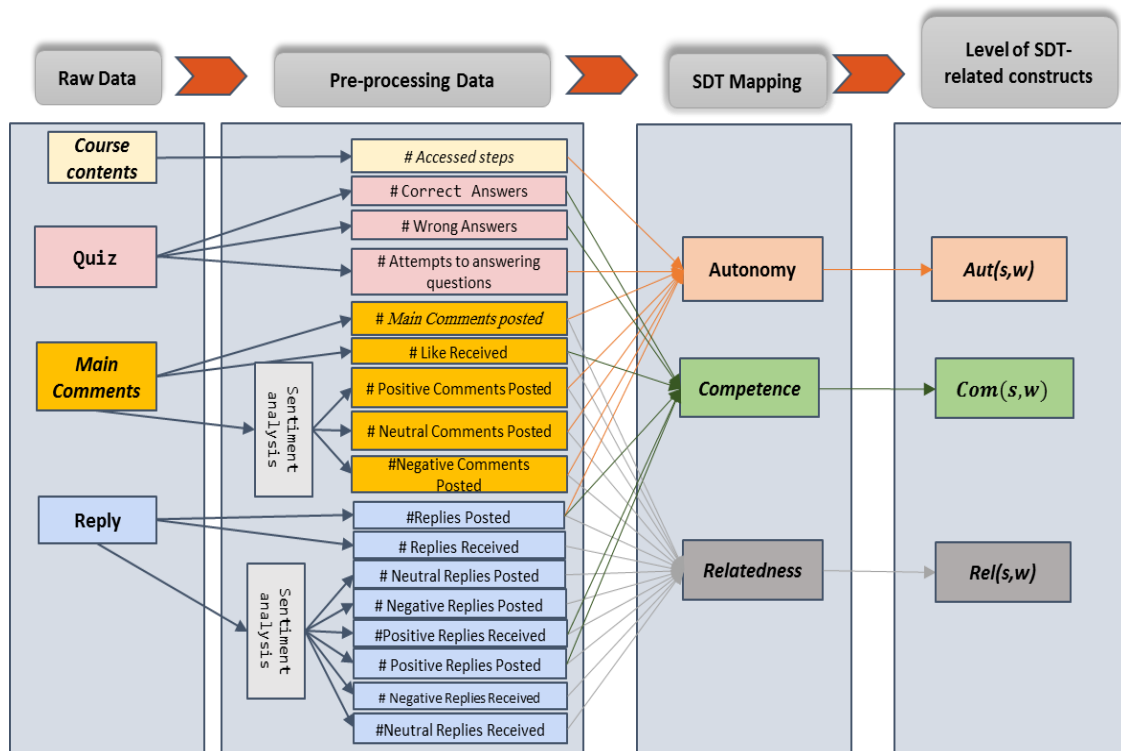 Raw Data
Pre-processing Data
SDT Mapping
Level of SDT-
related constructs
Course
contents
Quiz
Main
Comments
Reply
Sentiment
analysis
Sentiment
analysis
# Accessed steps
# Correct Answers
# Wrong Answers
# Attempts to answering
questions
# Main Comments posted
# Like Received
# Positive Comments Posted
# Neutral Comments Posted
#Negative Comments
Posted
#Replies Posted
# Replies Received
# Neutral Replies Posted
# Negative Replies Posted
#Positive Replies Received
# Positive Replies Posted
# Negative Replies Received
#Neutral Replies Received
Autonomy
Competence
Relatedness
Aut(s,w)
Com(s,w)
Rel(s,w)